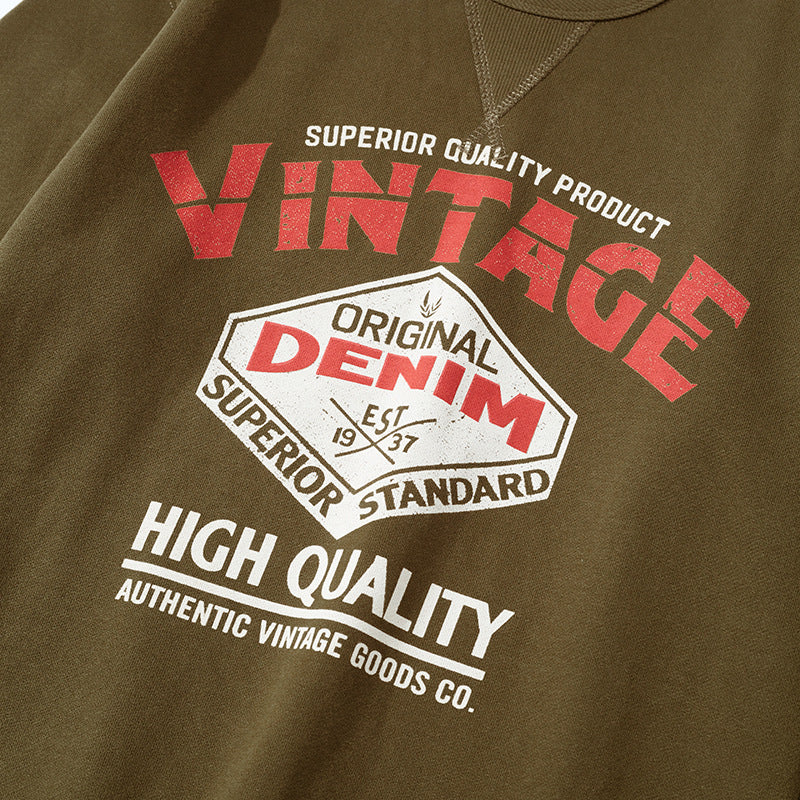 SUPERIOR QUALITY PRODUCT
VINTAGE
ORIGINAL
DENIM
EST
19 37
SUPERIOR STANDARD
HIGH QUALITY
AUTHENTIC VINTAGE GOODS CO.